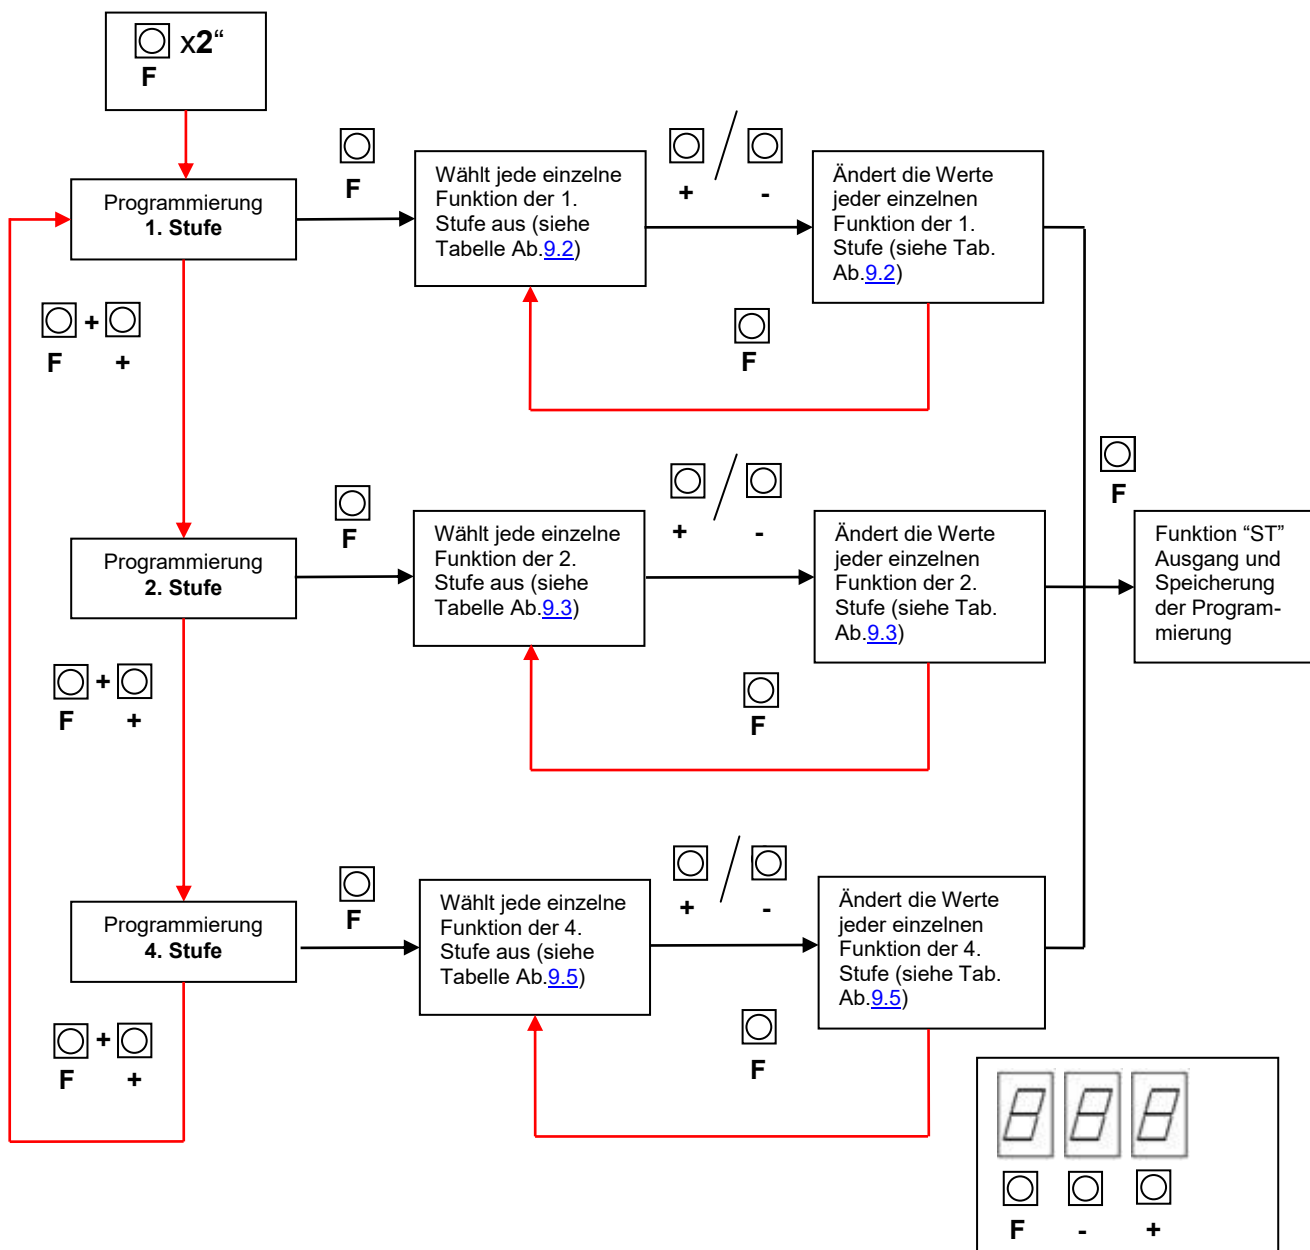 x2“
F
Programmierung
1. Stufe
F
Wählt jede einzelne
Funktion der 1.
Stufe aus (siehe
Tabelle Ab.9.2)
+ / -
Ändert die Werte
jeder einzelnen
Funktion der 1.
Stufe (siehe Tab.
Ab.9.2)
F
+
F +
Programmierung
2. Stufe
F
Wählt jede einzelne
Funktion der 2.
Stufe aus (siehe
Tabelle Ab.9.3)
+ / -
Ändert die Werte
jeder einzelnen
Funktion der 2.
Stufe (siehe Tab.
Ab.9.3)
F
F
Funktion “ST”
Ausgang und
Speicherung
der Program-
mierung
+
F +
Programmierung
4. Stufe
F
Wählt jede einzelne
Funktion der 4.
Stufe aus (siehe
Tabelle Ab.9.5)
+ / -
Ändert die Werte
jeder einzelnen
Funktion der 4.
Stufe (siehe Tab.
Ab.9.5)
F
+
F +
8 8 8
F - +